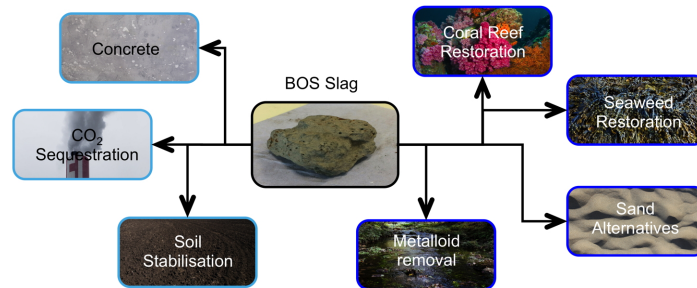 Concrete
BOS Slag
Coral Reef
Restoration
Seaweed
Restoration
CO₂
Sequestration
Soil
Stabilisation
Metalloid
removal
Sand
Alternatives